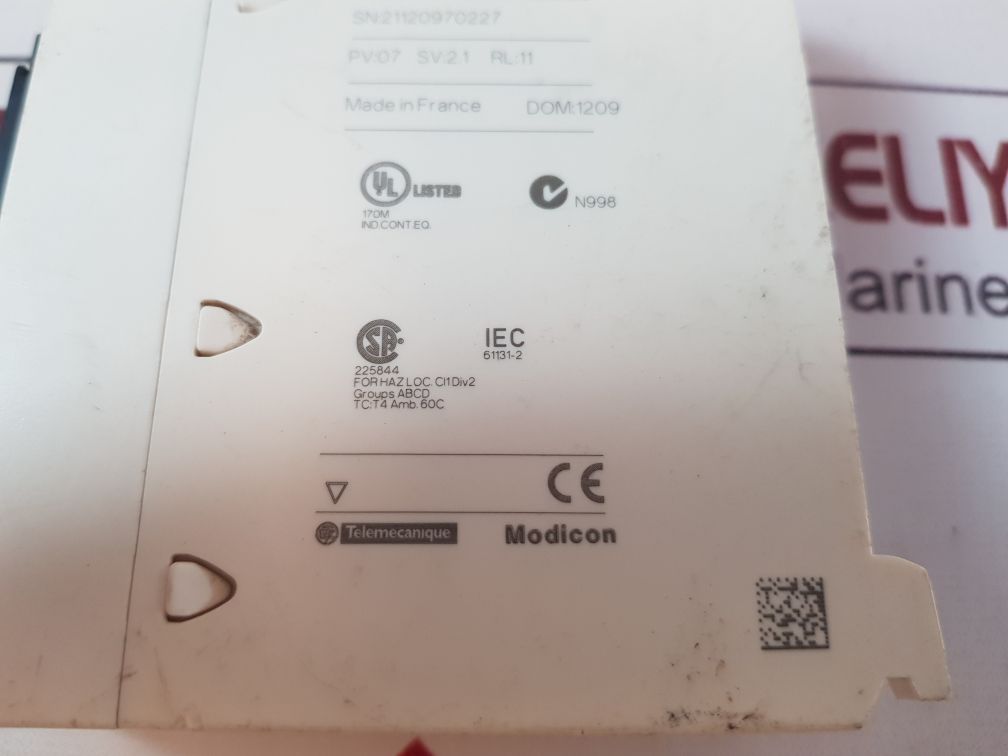 SN:21120970227
PV:07 SV:2.1 RL:11
Made in France DOM:1209
UL LISTED
170M
IND.CONT.EQ.
N998
SA
225844
FOR HAZ LOC. Cl1Div2
Groups ABCD
TC:T4 Amb. 60C
IEC
61131-2
CE
Telemecanique
Modicon
ELIY
arine